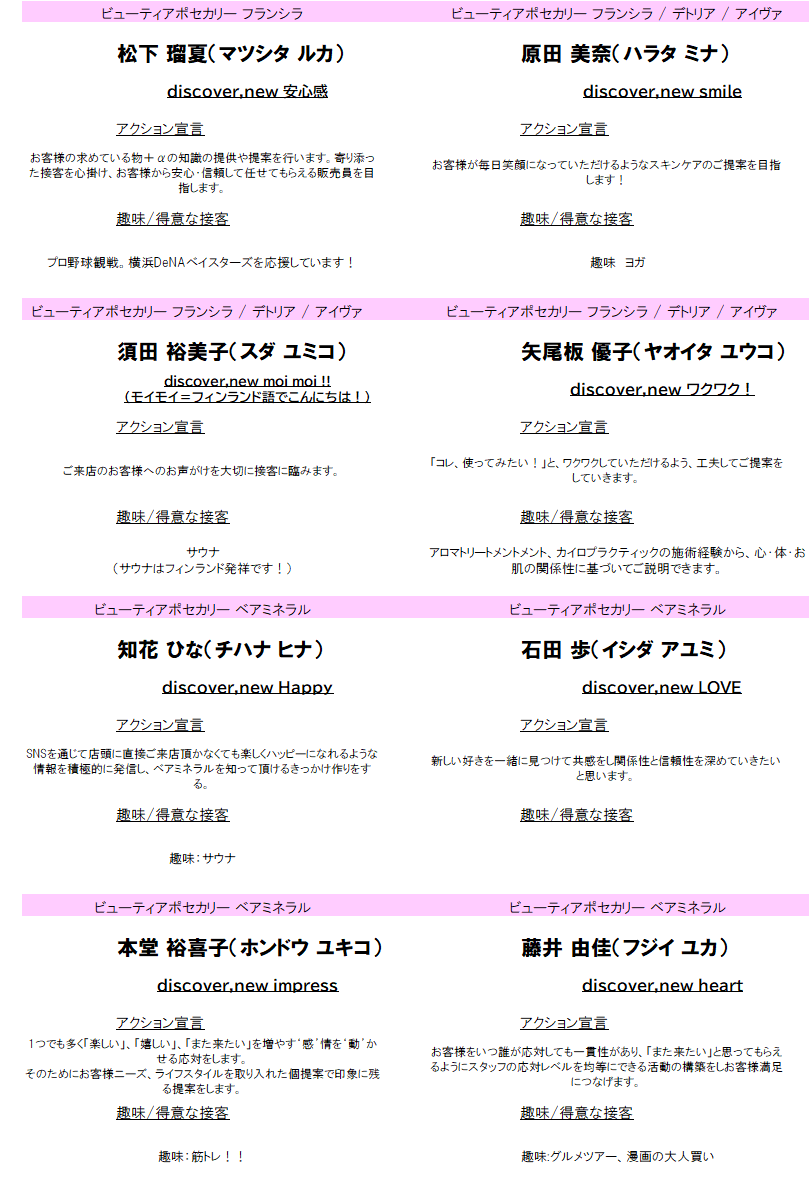 ビューティアポセカリー フランシラ
松下 瑠夏（マツシタ ルカ）
discover,new 安心感
アクション宣言
お客様の求めている物＋αの知識の提供や提案を行います。寄り添っ
た接客を心掛け、お客様から安心・信頼して任せてもらえる販売員を目
指します。
趣味/得意な接客
プロ野球観戦。横浜DeNAベイスターズを応援しています！
ビューティアポセカリー フランシラ / デトリア / アイヴァ
原田 美奈（ハラタ ミナ）
discover,new smile
アクション宣言
お客様が毎日笑顔になっていただけるようなスキンケアのご提案を目指
します！
趣味/得意な接客
趣味　ヨガ
ビューティアポセカリー フランシラ / デトリア / アイヴァ
須田 裕美子（スダ ユミコ）
discover,new moi moi !!
（モイモイ＝フィンランド語でこんにちは！）
アクション宣言
ご来店のお客様へのお声がけを大切に接客に臨みます。
趣味/得意な接客
サウナ
（サウナはフィンランド発祥です！）
ビューティアポセカリー フランシラ / デトリア / アイヴァ
矢尾板 優子（ヤオイタ ユウコ）
discover,new ワクワク！
アクション宣言
「コレ、使ってみたい！」と、ワクワクしていただけるよう、工夫してご提案を
していきます。
趣味/得意な接客
アロマトリートメントメント、カイロプラクティックの施術経験から、心・体・お
肌の関係性に基づいてご説明できます。
ビューティアポセカリー ベアミネラル
知花 ひな（チハナ ヒナ）
discover,new Happy
アクション宣言
SNSを通じて店頭に直接ご来店頂かなくても楽しくハッピーになれるような
情報を積極的に発信し、ベアミネラルを知って頂けるきっかけ作りをす
る。
趣味/得意な接客
趣味：サウナ
ビューティアポセカリー ベアミネラル
石田 歩（イシダ アユミ）
discover,new LOVE
アクション宣言
新しい好きを一緒に見つけて共感をし関係性と信頼性を深めていきたい
と思います。
趣味/得意な接客
ビューティアポセカリー ベアミネラル
本堂 裕喜子（ホンドウ ユキコ）
discover,new impress
アクション宣言
1つでも多く「楽しい」、「嬉しい」、「また来たい」を増やす‘感’情を‘動’か
せる応対をします。
そのためにお客様ニーズ、ライフスタイルを取り入れた個提案で印象に残
る提案をします。
趣味/得意な接客
趣味：筋トレ！！
ビューティアポセカリー ベアミネラル
藤井 由佳（フジイ ユカ）
discover,new heart
アクション宣言
お客様をいつ誰が応対しても一貫性があり、「また来たい」と思ってもらえ
るようにスタッフの応対レベルを均等にできる活動の構築をしお客様満足
につなげます。
趣味/得意な接客
趣味:グルメツアー、漫画の大人買い